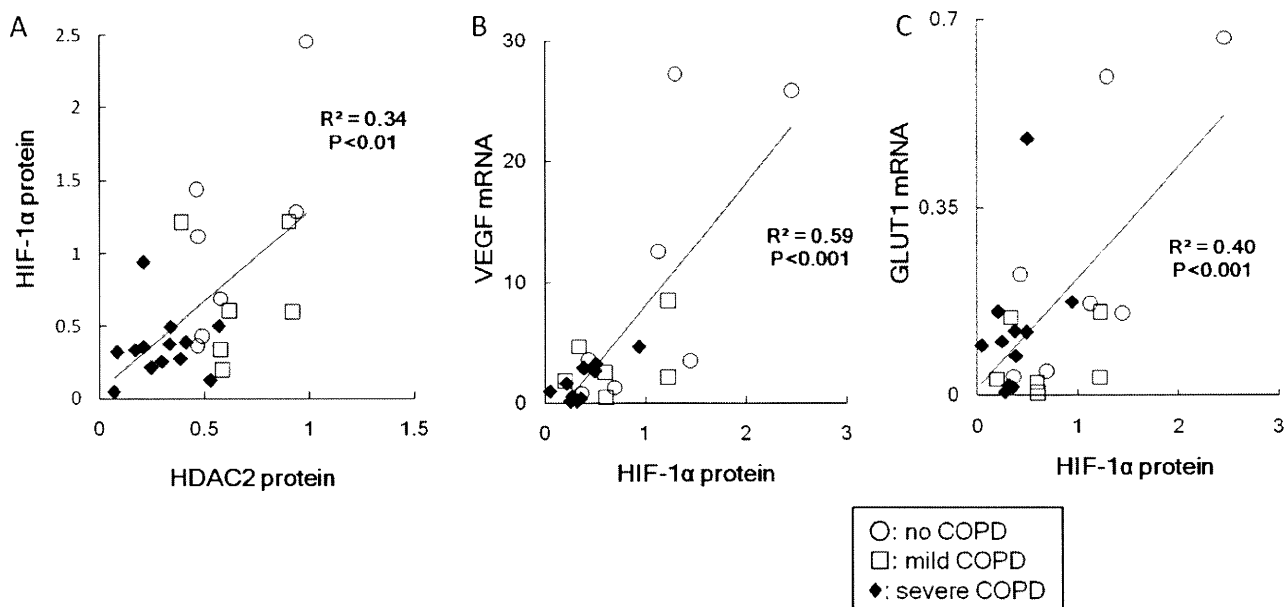 A
HIF-1α protein
2.5
2
1.5
1
0.5
0
0
0.5
1
1.5
HDAC2 protein
R² = 0.34
P<0.01
B
VEGF mRNA
30
20
10
0
0
1
2
3
HIF-1α protein
R² = 0.59
P<0.001
C
GLUT1 mRNA
0.7
0.35
0
0
1
2
3
HIF-1α protein
R² = 0.40
P<0.001
○: no COPD
□: mild COPD
◆: severe COPD